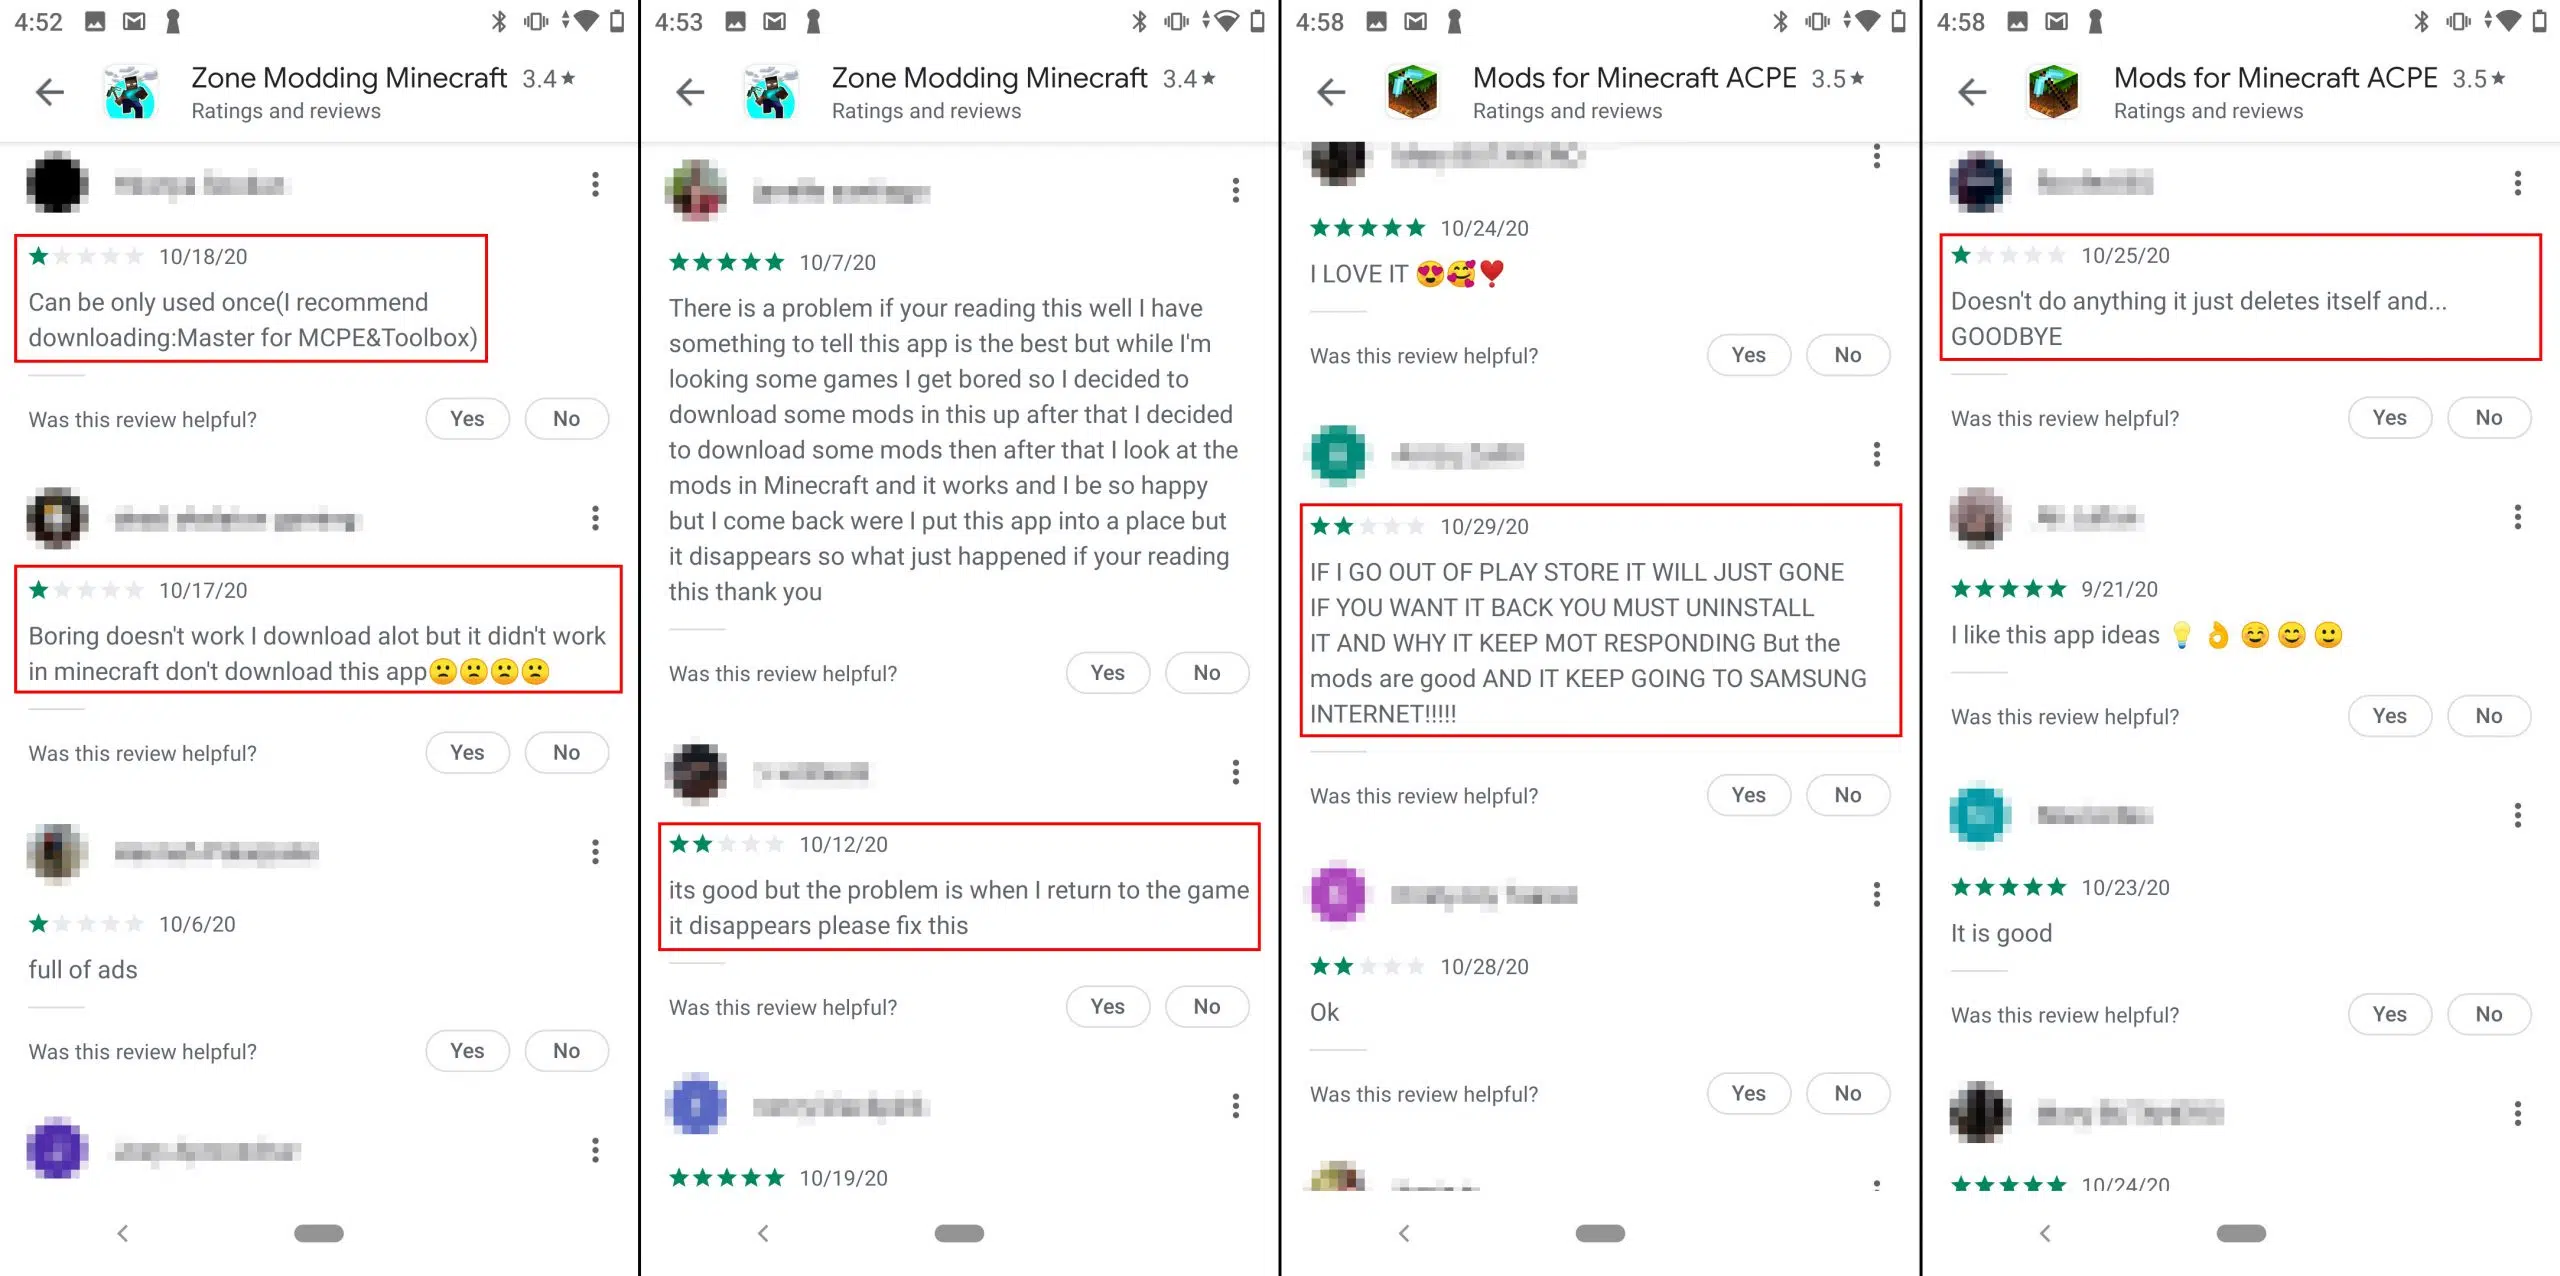 4:52
Zone Modding Minecraft 3.4★
Ratings and reviews
10/18/20
Can be only used once(I recommend
downloading:Master for MCPE&Toolbox)
Was this review helpful?
Yes
No
10/17/20
Boring doesn't work I download alot but it didn't work
in minecraft don't download this app🙁🙁🙁🙁
Was this review helpful?
Yes
No
10/6/20
full of ads
Was this review helpful?
Yes
No
4:53
Zone Modding Minecraft 3.4★
Ratings and reviews
10/7/20
There is a problem if your reading this well I have
something to tell this app is the best but while I'm
looking some games I get bored so I decided to
download some mods in this up after that I decided
to download some mods then after that I look at the
mods in Minecraft and it works and I be so happy
but I come back were I put this app into a place but
it disappears so what just happened if your reading
this thank you
Was this review helpful?
Yes
No
10/12/20
its good but the problem is when I return to the game
it disappears please fix this
Was this review helpful?
Yes
No
10/19/20
4:58
Mods for Minecraft ACPE 3.5★
Ratings and reviews
10/24/20
I LOVE IT 😍🥰❣️
Was this review helpful?
Yes
No
10/29/20
IF I GO OUT OF PLAY STORE IT WILL JUST GONE
IF YOU WANT IT BACK YOU MUST UNINSTALL
IT AND WHY IT KEEP MOT RESPONDING But the
mods are good AND IT KEEP GOING TO SAMSUNG
INTERNET!!!!!
Was this review helpful?
Yes
No
10/28/20
Ok
Was this review helpful?
Yes
No
4:58
Mods for Minecraft ACPE 3.5★
Ratings and reviews
10/25/20
Doesn't do anything it just deletes itself and...
GOODBYE
Was this review helpful?
Yes
No
9/21/20
I like this app ideas 💡👌☺️😊🙂
Was this review helpful?
Yes
No
10/23/20
It is good
Was this review helpful?
Yes
No
10/24/20